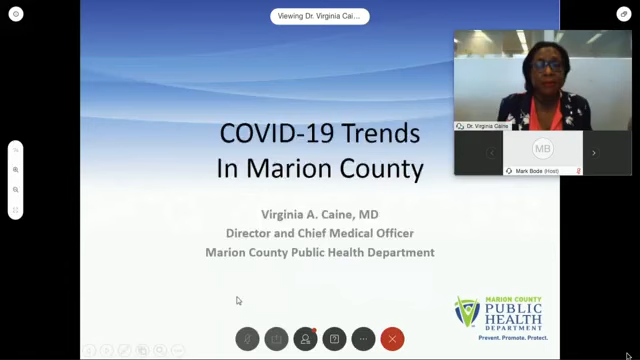 Viewing Dr. Virginia Cai...
Dr. Virginia Caine
MB
Mark Bode (Host)
COVID-19 Trends
In Marion County
Virginia A. Caine, MD
Director and Chief Medical Officer
Marion County Public Health Department
MARION COUNTY
PUBLIC
HEALTH
DEPARTMENT
Prevent. Promote. Protect.